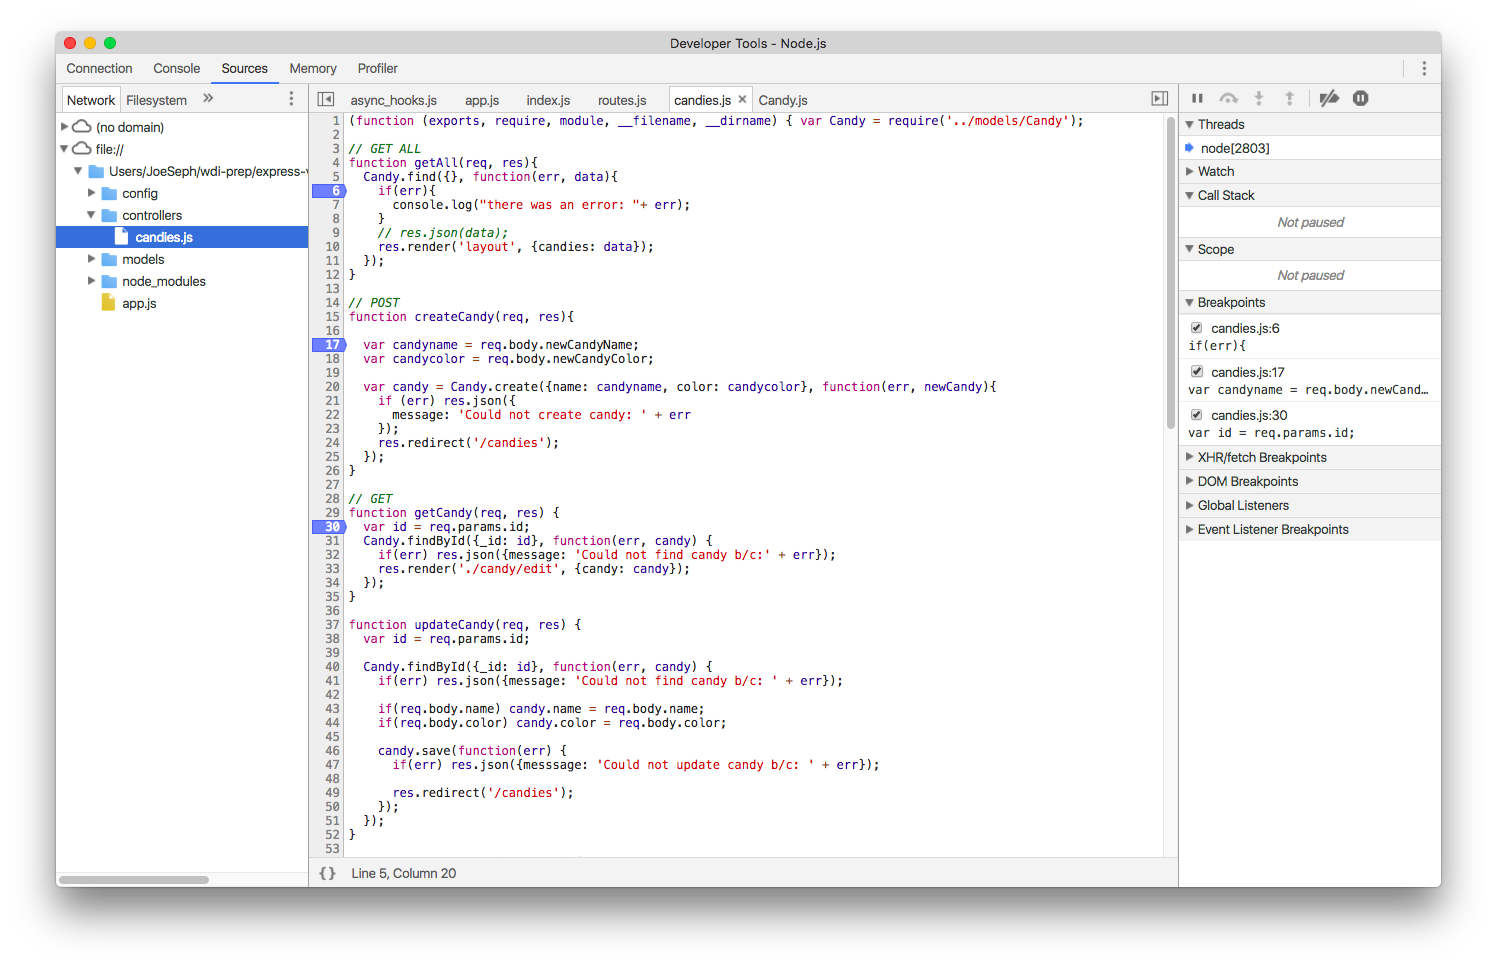 Developer Tools - Node.js
Connection Console Sources Memory Profiler
Network Filesystem »
(no domain)
file://
Users/JoeSeph/wdi-prep/express-
config
controllers
candies.js
models
node_modules
app.js
async_hooks.js app.js index.js routes.js candies.js × Candy.js
1 (function (exports, require, module, __filename, __dirname) { var Candy = require('../models/Candy');
2
3 // GET ALL
4 function getAll(req, res){
5   Candy.find({}, function(err, data){
6     if(err){
7       console.log("there was an error: "+ err);
8     }
9     // res.json(data);
10     res.render('layout', {candies: data});
11   });
12 }
13
14 // POST
15 function createCandy(req, res){
16
17   var candyname = req.body.newCandyName;
18   var candycolor = req.body.newCandyColor;
19
20   var candy = Candy.create({name: candyname, color: candycolor}, function(err, newCandy){
21     if (err) res.json({
22       message: 'Could not create candy: ' + err
23     });
24     res.redirect('/candies');
25   });
26 }
27
28 // GET
29 function getCandy(req, res) {
30   var id = req.params.id;
31   Candy.findById({_id: id}, function(err, candy) {
32     if(err) res.json({message: 'Could not find candy b/c:' + err});
33     res.render('./candy/edit', {candy: candy});
34   });
35 }
36
37 function updateCandy(req, res) {
38   var id = req.params.id;
39
40   Candy.findById({_id: id}, function(err, candy) {
41     if(err) res.json({message: 'Could not find candy b/c: ' + err});
42
43     if(req.body.name) candy.name = req.body.name;
44     if(req.body.color) candy.color = req.body.color;
45
46     candy.save(function(err) {
47       if(err) res.json({messsage: 'Could not update candy b/c: ' + err});
48
49       res.redirect('/candies');
50     });
51   });
52 }
53
{} Line 5, Column 20
Threads
node[2803]
Watch
Call Stack
Not paused
Scope
Not paused
Breakpoints
candies.js:6
if(err){
candies.js:17
var candyname = req.body.newCand…
candies.js:30
var id = req.params.id;
XHR/fetch Breakpoints
DOM Breakpoints
Global Listeners
Event Listener Breakpoints